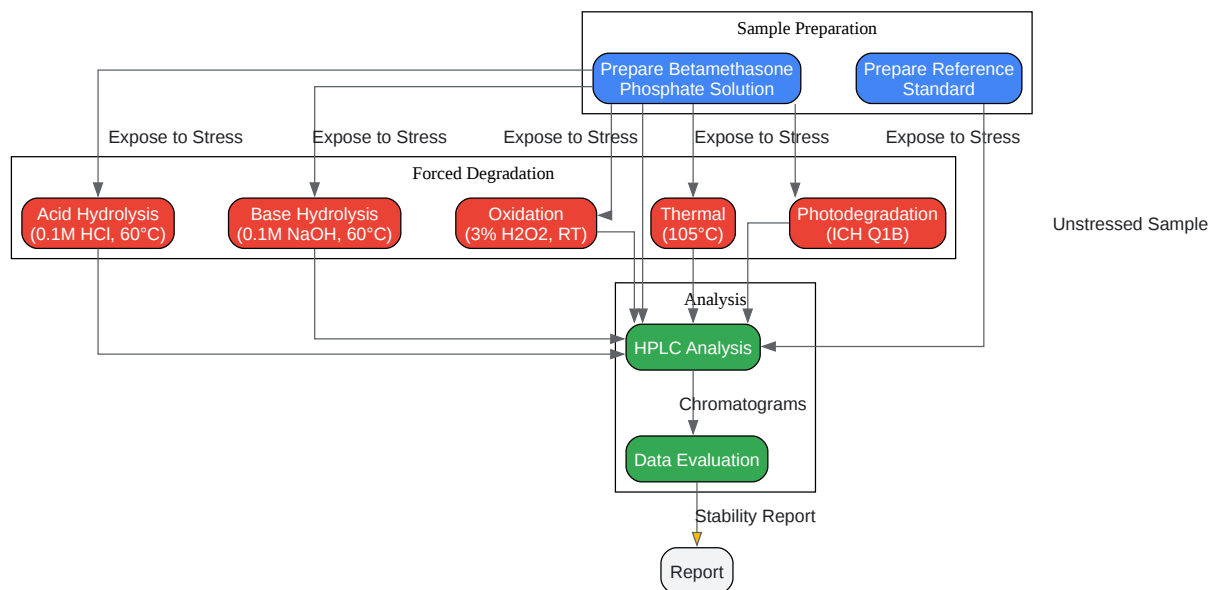 Sample Preparation
Prepare Betamethasone
Phosphate Solution
Prepare Reference
Standard
Expose to Stress
Expose to Stress
Expose to Stress
Expose to Stress
Expose to Stress
Forced Degradation
Acid Hydrolysis
(0.1M HCl, 60°C)
Base Hydrolysis
(0.1M NaOH, 60°C)
Oxidation
(3% H2O2, RT)
Thermal
(105°C)
Photodegradation
(ICH Q1B)
Unstressed Sample
Analysis
HPLC Analysis
Chromatograms
Data Evaluation
Stability Report
Report